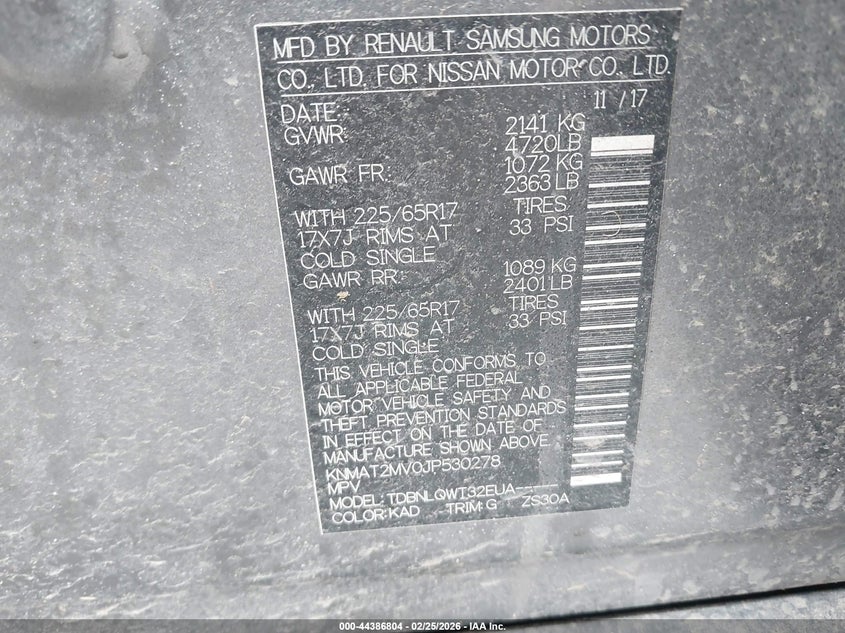 MFD BY RENAULT SAMSUNG MOTORS
CO., LTD. FOR NISSAN MOTOR CO., LTD.
DATE: 11 / 17
GVWR: 2141 KG
4720LB
GAWR FR: 1072 KG
2363 LB
WITH 225/65R17 TIRES
17X7J RIMS AT 33 PSI
COLD SINGLE
GAWR RR: 1089 KG
2401LB
WITH 225/65R17 TIRES
17X7J RIMS AT 33 PSI
COLD SINGLE
THIS VEHICLE CONFORMS TO
ALL APPLICABLE FEDERAL
MOTOR VEHICLE SAFETY AND
THEFT PREVENTION STANDARDS
IN EFFECT ON THE DATE OF
MANUFACTURE SHOWN ABOVE.
KNMAT2MV0JP530278
MPV
MODEL: TDBNLQWT32EUA----
COLOR:KAD TRIM:G ZS30A
000-44386804 - 02/25/2026 - IAA Inc.